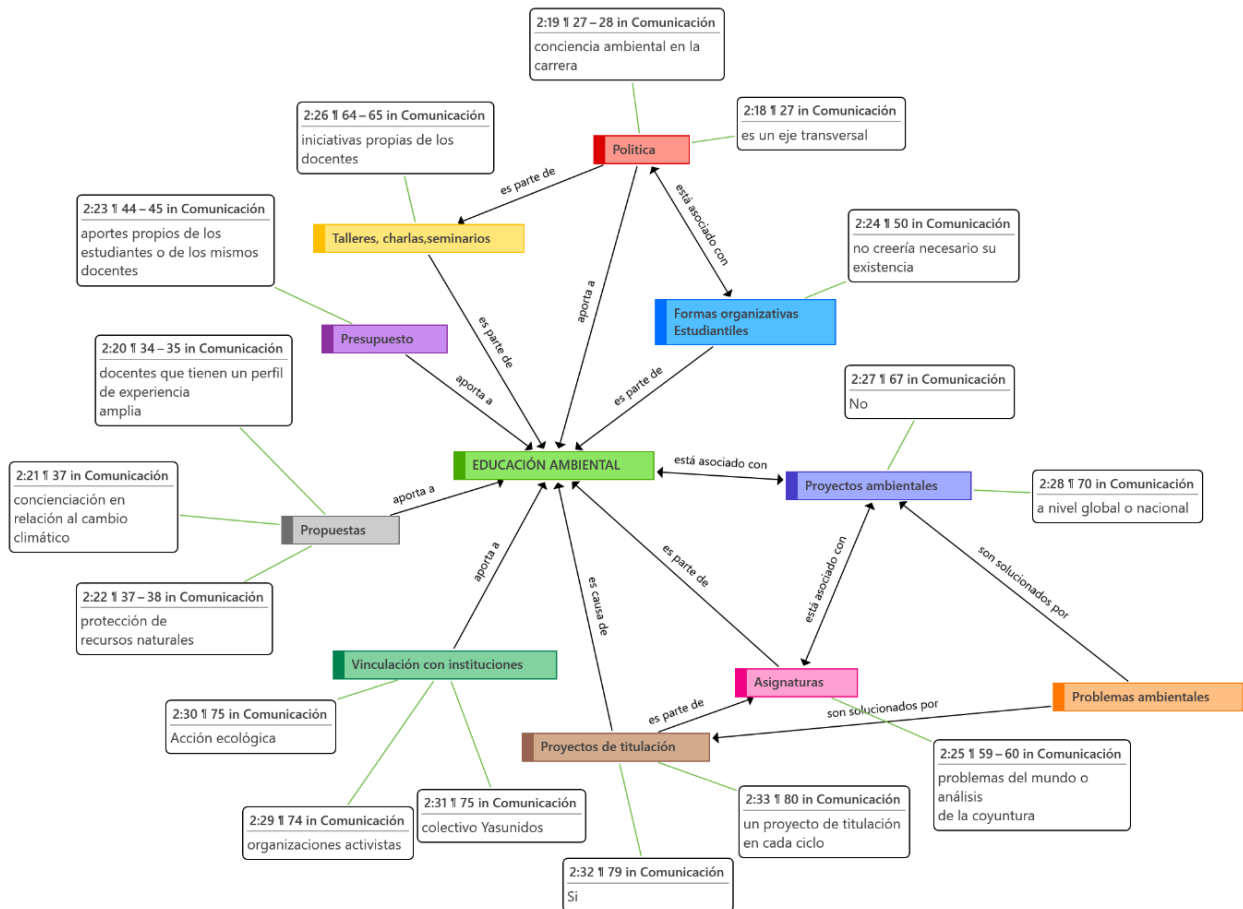 2:19 ¶ 27 – 28 in Comunicación
conciencia ambiental en la
carrera
2:26 ¶ 64 – 65 in Comunicación
iniciativas propias de los
docentes
2:18 ¶ 27 in Comunicación
es un eje transversal
Política
es parte de
está asociado con
2:23 ¶ 44 – 45 in Comunicación
aportes propios de los
estudiantes o de los mismos
docentes
Talleres, charlas,seminarios
2:24 ¶ 50 in Comunicación
no creería necesario su
existencia
aporta a
Formas organizativas
Estudiantiles
Presupuesto
es parte de
2:20 ¶ 34 – 35 in Comunicación
docentes que tienen un perfil
de experiencia
amplia
aporta a
es parte de
2:27 ¶ 67 in Comunicación
No
EDUCACIÓN AMBIENTAL
está asociado con
Proyectos ambientales
2:28 ¶ 70 in Comunicación
a nivel global o nacional
2:21 ¶ 37 in Comunicación
concienciación en
relación al cambio
climático
aporta a
Propuestas
2:22 ¶ 37 – 38 in Comunicación
protección de
recursos naturales
aporta a
es causa de
es parte de
está asociado con
son solucionados por
Vinculación con instituciones
Asignaturas
Problemas ambientales
2:30 ¶ 75 in Comunicación
Acción ecológica
es parte de
son solucionados por
Proyectos de titulación
2:25 ¶ 59 – 60 in Comunicación
problemas del mundo o
análisis
de la coyuntura
2:31 ¶ 75 in Comunicación
colectivo Yasunidos
2:29 ¶ 74 in Comunicación
organizaciones activistas
2:33 ¶ 80 in Comunicación
un proyecto de titulación
en cada ciclo
2:32 ¶ 79 in Comunicación
Si